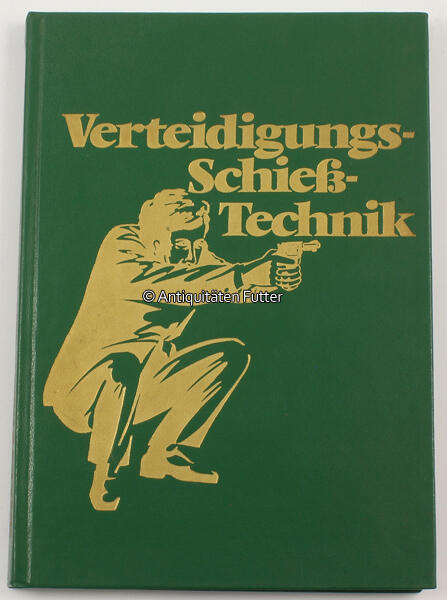 Verteidigungs-
Schieß-
Technik
© Antiquitäten Futter